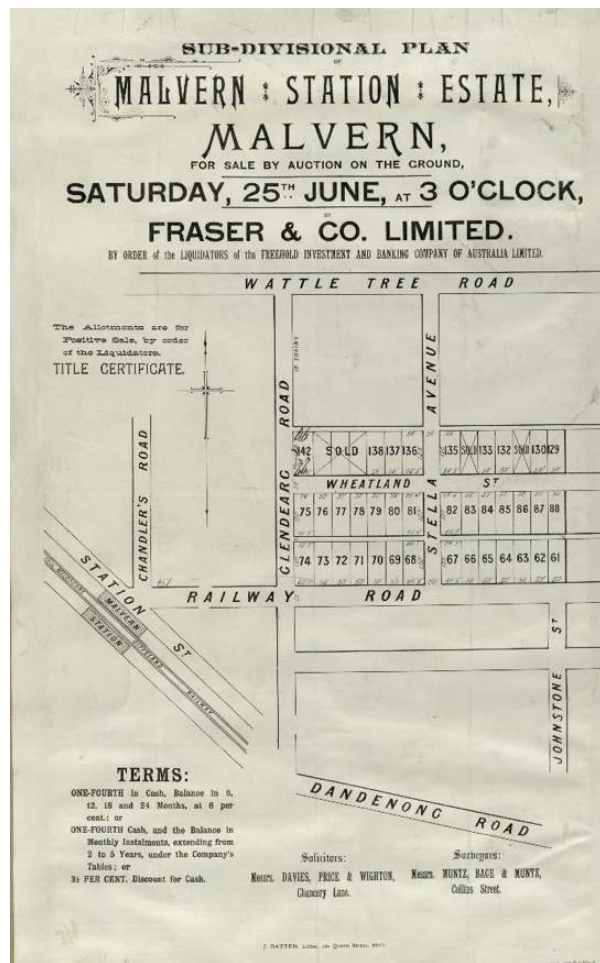 SUB-DIVISIONAL PLAN
OF
MALVERN : STATION : ESTATE,
MALVERN,
FOR SALE BY AUCTION ON THE GROUND,
SATURDAY, 25TH JUNE, AT 3 O'CLOCK,
BY
FRASER & CO. LIMITED.
BY ORDER of the LIQUIDATORS of the FREEHOLD INVESTMENT AND BANKING COMPANY OF AUSTRALIA LIMITED.
WATTLE TREE ROAD
The Allotments are for
Positive Sale, by order
of the Liquidators.
TITLE CERTIFICATE.
CHANDLER'S ROAD
GLENDEARG ROAD
STELLA AVENUE
142 SOLD 138 137 136 135 SOLD 133 132 SOLD 130 129
WHEATLAND ST
75 76 77 78 79 80 81 82 83 84 85 86 87 88
74 73 72 71 70 69 68 67 66 65 64 63 62 61
RAILWAY ROAD
STATION ST
MALVERN
STATION
GIPPSLAND RAILWAY
JOHNSTONE ST
DANDENONG ROAD
TERMS:
ONE-FOURTH in Cash, Balance in 6,
12, 18 and 24 Months, at 6 per
cent.; or
ONE-FOURTH Cash, and the Balance in
Monthly Instalments, extending from
2 to 5 Years, under the Company's
Tables; or
2½ PER CENT. Discount for Cash.
Solicitors:
Messrs. DAVIES, PRICE & WIGHTON,
Chancery Lane.
Surveyors:
Messrs. MUNTZ, BAGE & MUNTZ,
Collins Street.
J. BATTEN, Litho, Queen Street, Melb.